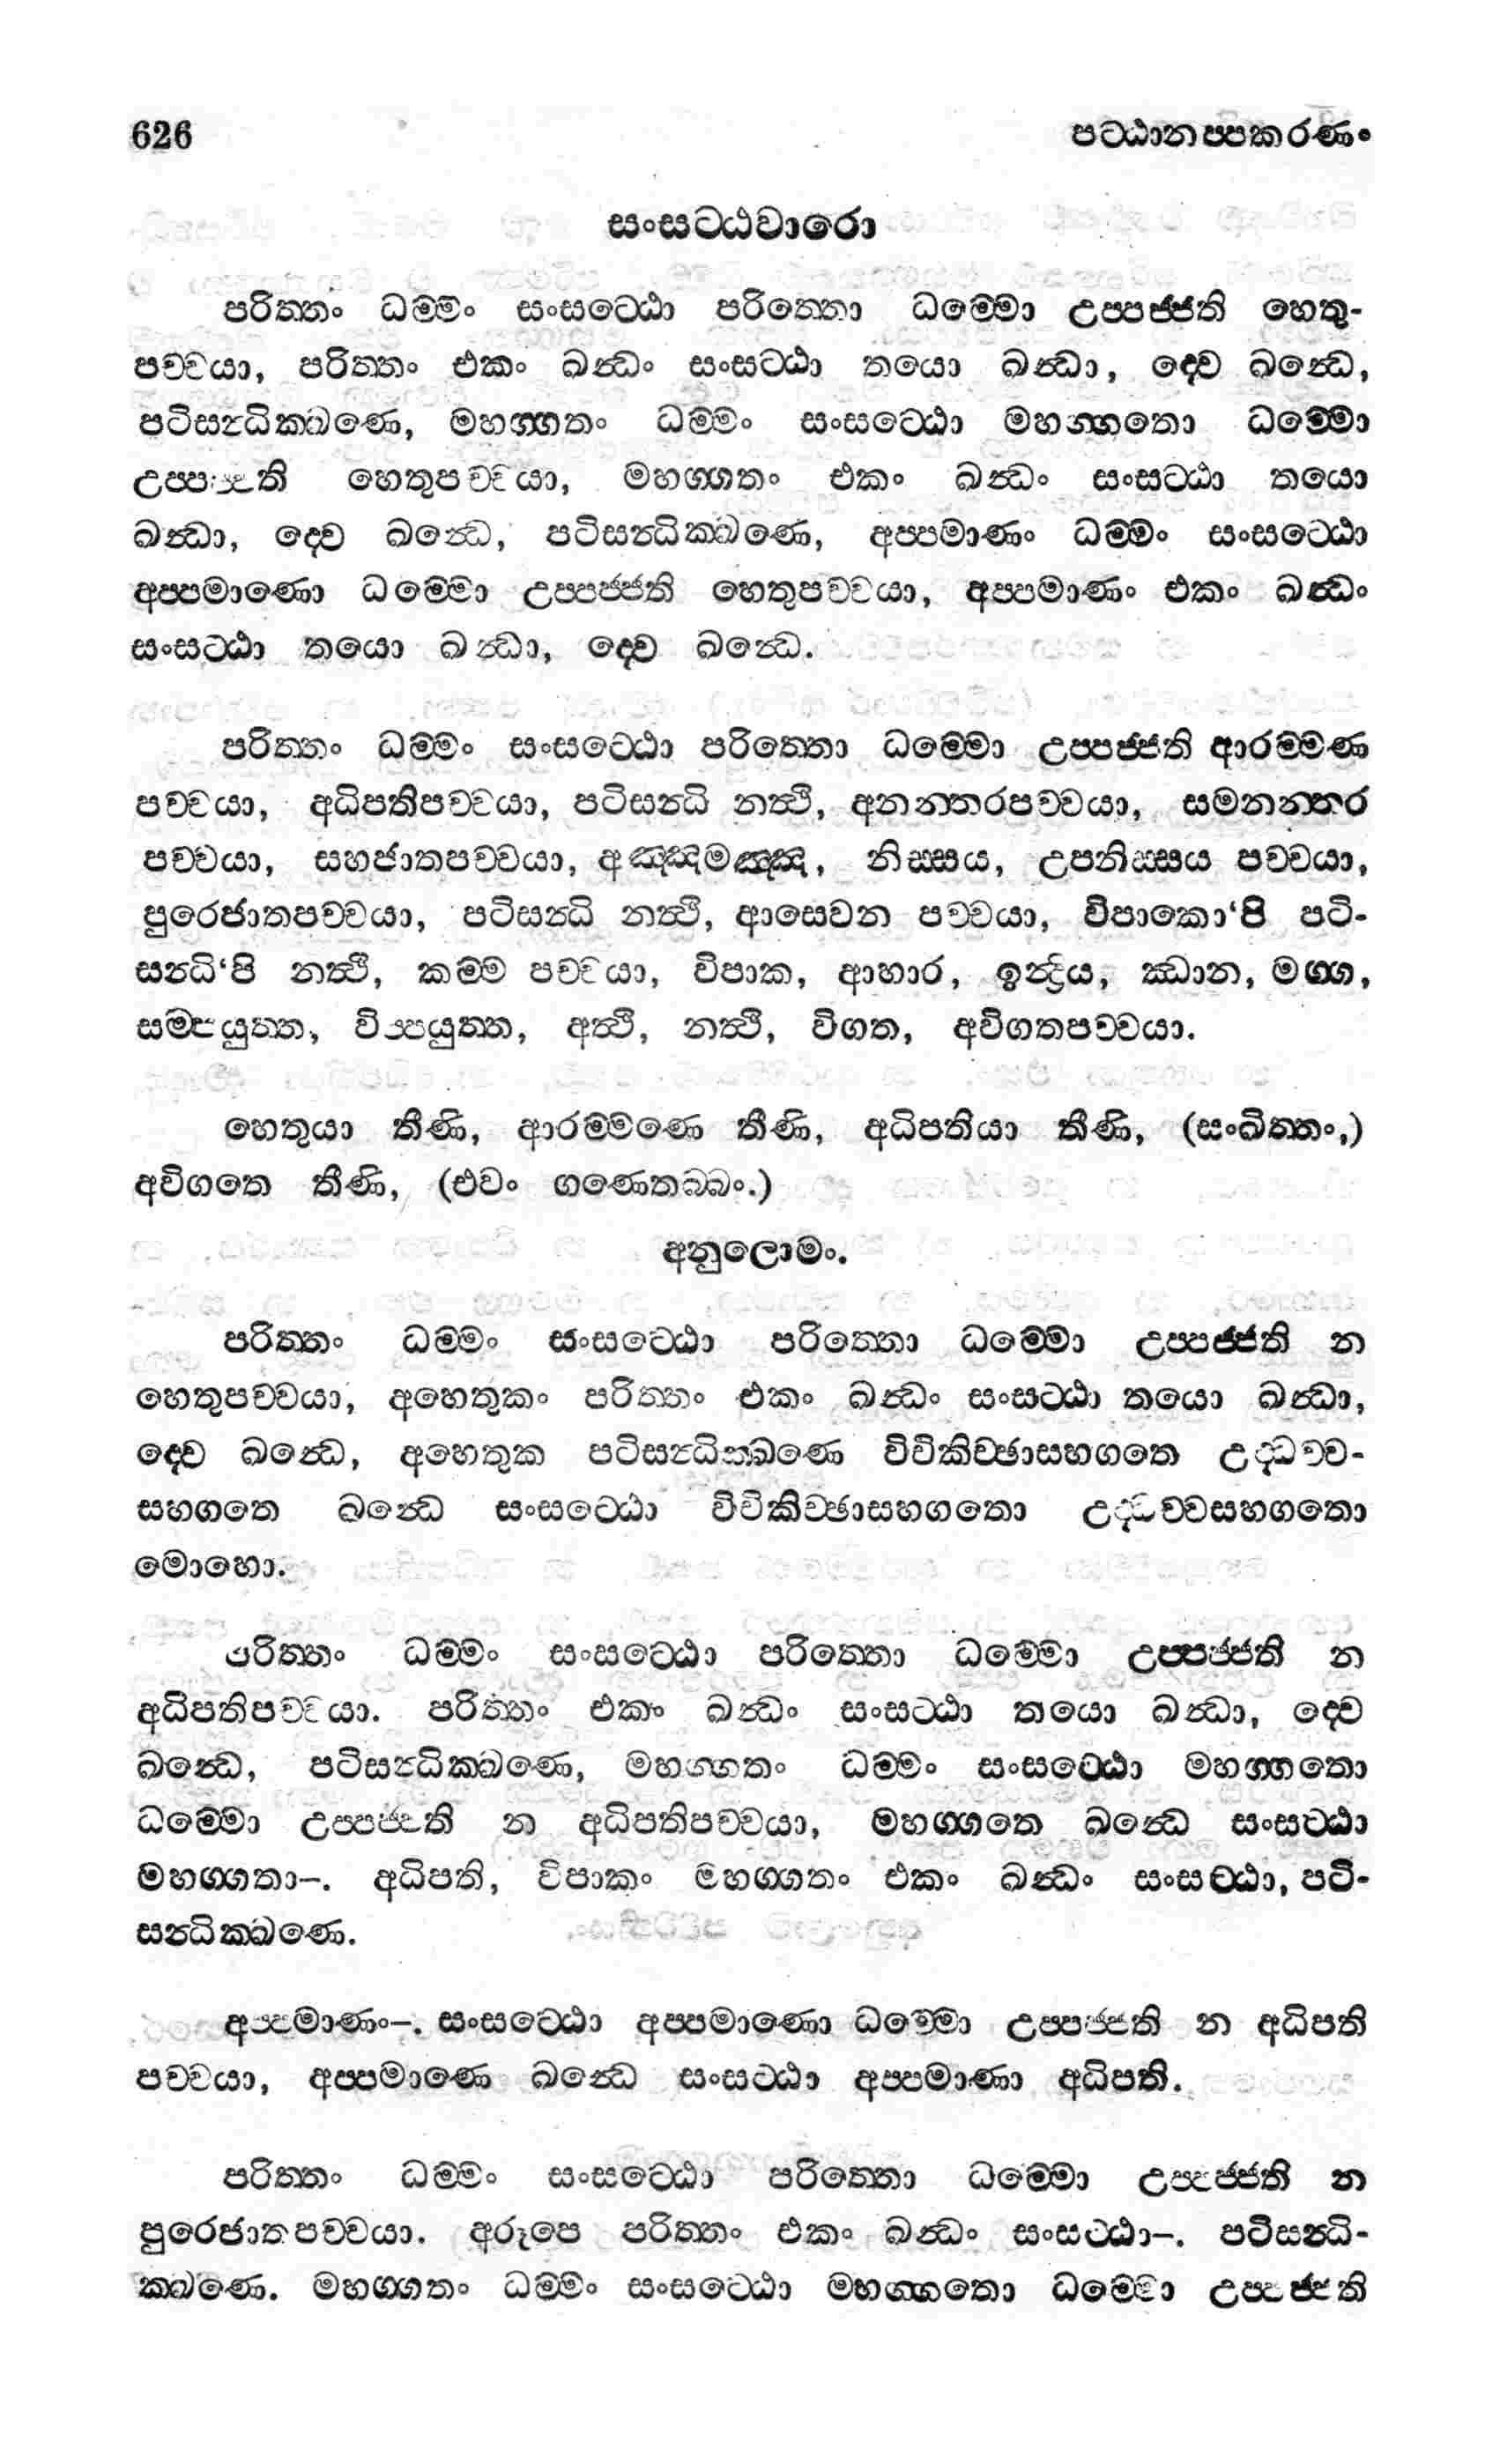 626 පට්ඨානප්පකරණං
සංසට්ඨවාරො
පරිත්තං ධම්මං සංසට්ඨො පරිත්තො ධම්මො උප්පජ්ජති හෙතු-
පච්චයා, පරිත්තං එකං ඛන්ධං සංසට්ඨා තයො ඛන්ධා, ද්වෙ ඛන්ධෙ,
පටිසන්ධික්ඛණෙ, මහග්ගතං ධම්මං සංසට්ඨො මහග්ගතො ධම්මො
උප්පජ්ජති හෙතුපච්චයා, මහග්ගතං එකං ඛන්ධං සංසට්ඨා තයො
ඛන්ධා, ද්වෙ ඛන්ධෙ, පටිසන්ධික්ඛණෙ, අප්පමාණං ධම්මං සංසට්ඨො
අප්පමාණො ධම්මො උප්පජ්ජති හෙතුපච්චයා, අප්පමාණං එකං ඛන්ධං
සංසට්ඨා තයො ඛන්ධා, ද්වෙ ඛන්ධෙ.
පරිත්තං ධම්මං සංසට්ඨො පරිත්තො ධම්මො උප්පජ්ජති ආරම්මණ
පච්චයා, අධිපතිපච්චයා, පටිසන්ධි නත්ථි, අනන්තරපච්චයා, සමනන්තර
පච්චයා, සහජාතපච්චයා, අඤ්ඤමඤ්ඤ, නිස්සය, උපනිස්සය පච්චයා,
පුරෙජාතපච්චයා, පටිසන්ධි නත්ථි, ආසෙවන පච්චයා, විපාකො‘පි පටි-
සන්ධි‘පි නත්ථි, කම්ම පච්චයා, විපාක, ආහාර, ඉන්ද්‍රිය, ඣාන, මග්ග,
සම්පයුත්ත, විප්පයුත්ත, අත්ථි, නත්ථි, විගත, අවිගතපච්චයා.
හෙතුයා තීණි, ආරම්මණෙ තීණි, අධිපතියා තීණි, (සංඛිත්තං,)
අවිගතෙ තීණි, (එවං ගණෙතබ්බං.)
අනුලොමං.
පරිත්තං ධම්මං සංසට්ඨො පරිත්තො ධම්මො උප්පජ්ජති න
හෙතුපච්චයා, අහෙතුකං පරිත්තං එකං ඛන්ධං සංසට්ඨා තයො ඛන්ධා,
ද්වෙ ඛන්ධෙ, අහෙතුක පටිසන්ධික්ඛණෙ විචිකිච්ඡාසහගතෙ උද්ධච්ච-
සහගතෙ ඛන්ධෙ සංසට්ඨො විචිකිච්ඡාසහගතො උද්ධච්චසහගතො
මොහො.
පරිත්තං ධම්මං සංසට්ඨො පරිත්තො ධම්මො උප්පජ්ජති න
අධිපතිපච්චයා. පරිත්තං එකං ඛන්ධං සංසට්ඨා තයො ඛන්ධා, ද්වෙ
ඛන්ධෙ, පටිසන්ධික්ඛණෙ, මහග්ගතං ධම්මං සංසට්ඨො මහග්ගතො
ධම්මො උප්පජ්ජති න අධිපතිපච්චයා, මහග්ගතෙ ඛන්ධෙ සංසට්ඨා
මහග්ගතා–. අධිපති, විපාකං මහග්ගතං එකං ඛන්ධං සංසට්ඨා, පටි-
සන්ධික්ඛණෙ.
අප්පමාණං–. සංසට්ඨො අප්පමාණො ධම්මො උප්පජ්ජති න අධිපති
පච්චයා, අප්පමාණෙ ඛන්ධෙ සංසට්ඨා අප්පමාණා අධිපති.
පරිත්තං ධම්මං සංසට්ඨො පරිත්තො ධම්මො උප්පජ්ජති න
පුරෙජාතපච්චයා. අරූපෙ පරිත්තං එකං ඛන්ධං සංසට්ඨා–. පටිසන්ධි-
ක්ඛණෙ. මහග්ගතං ධම්මං සංසට්ඨො මහග්ගතො ධම්මො උප්පජ්ජති